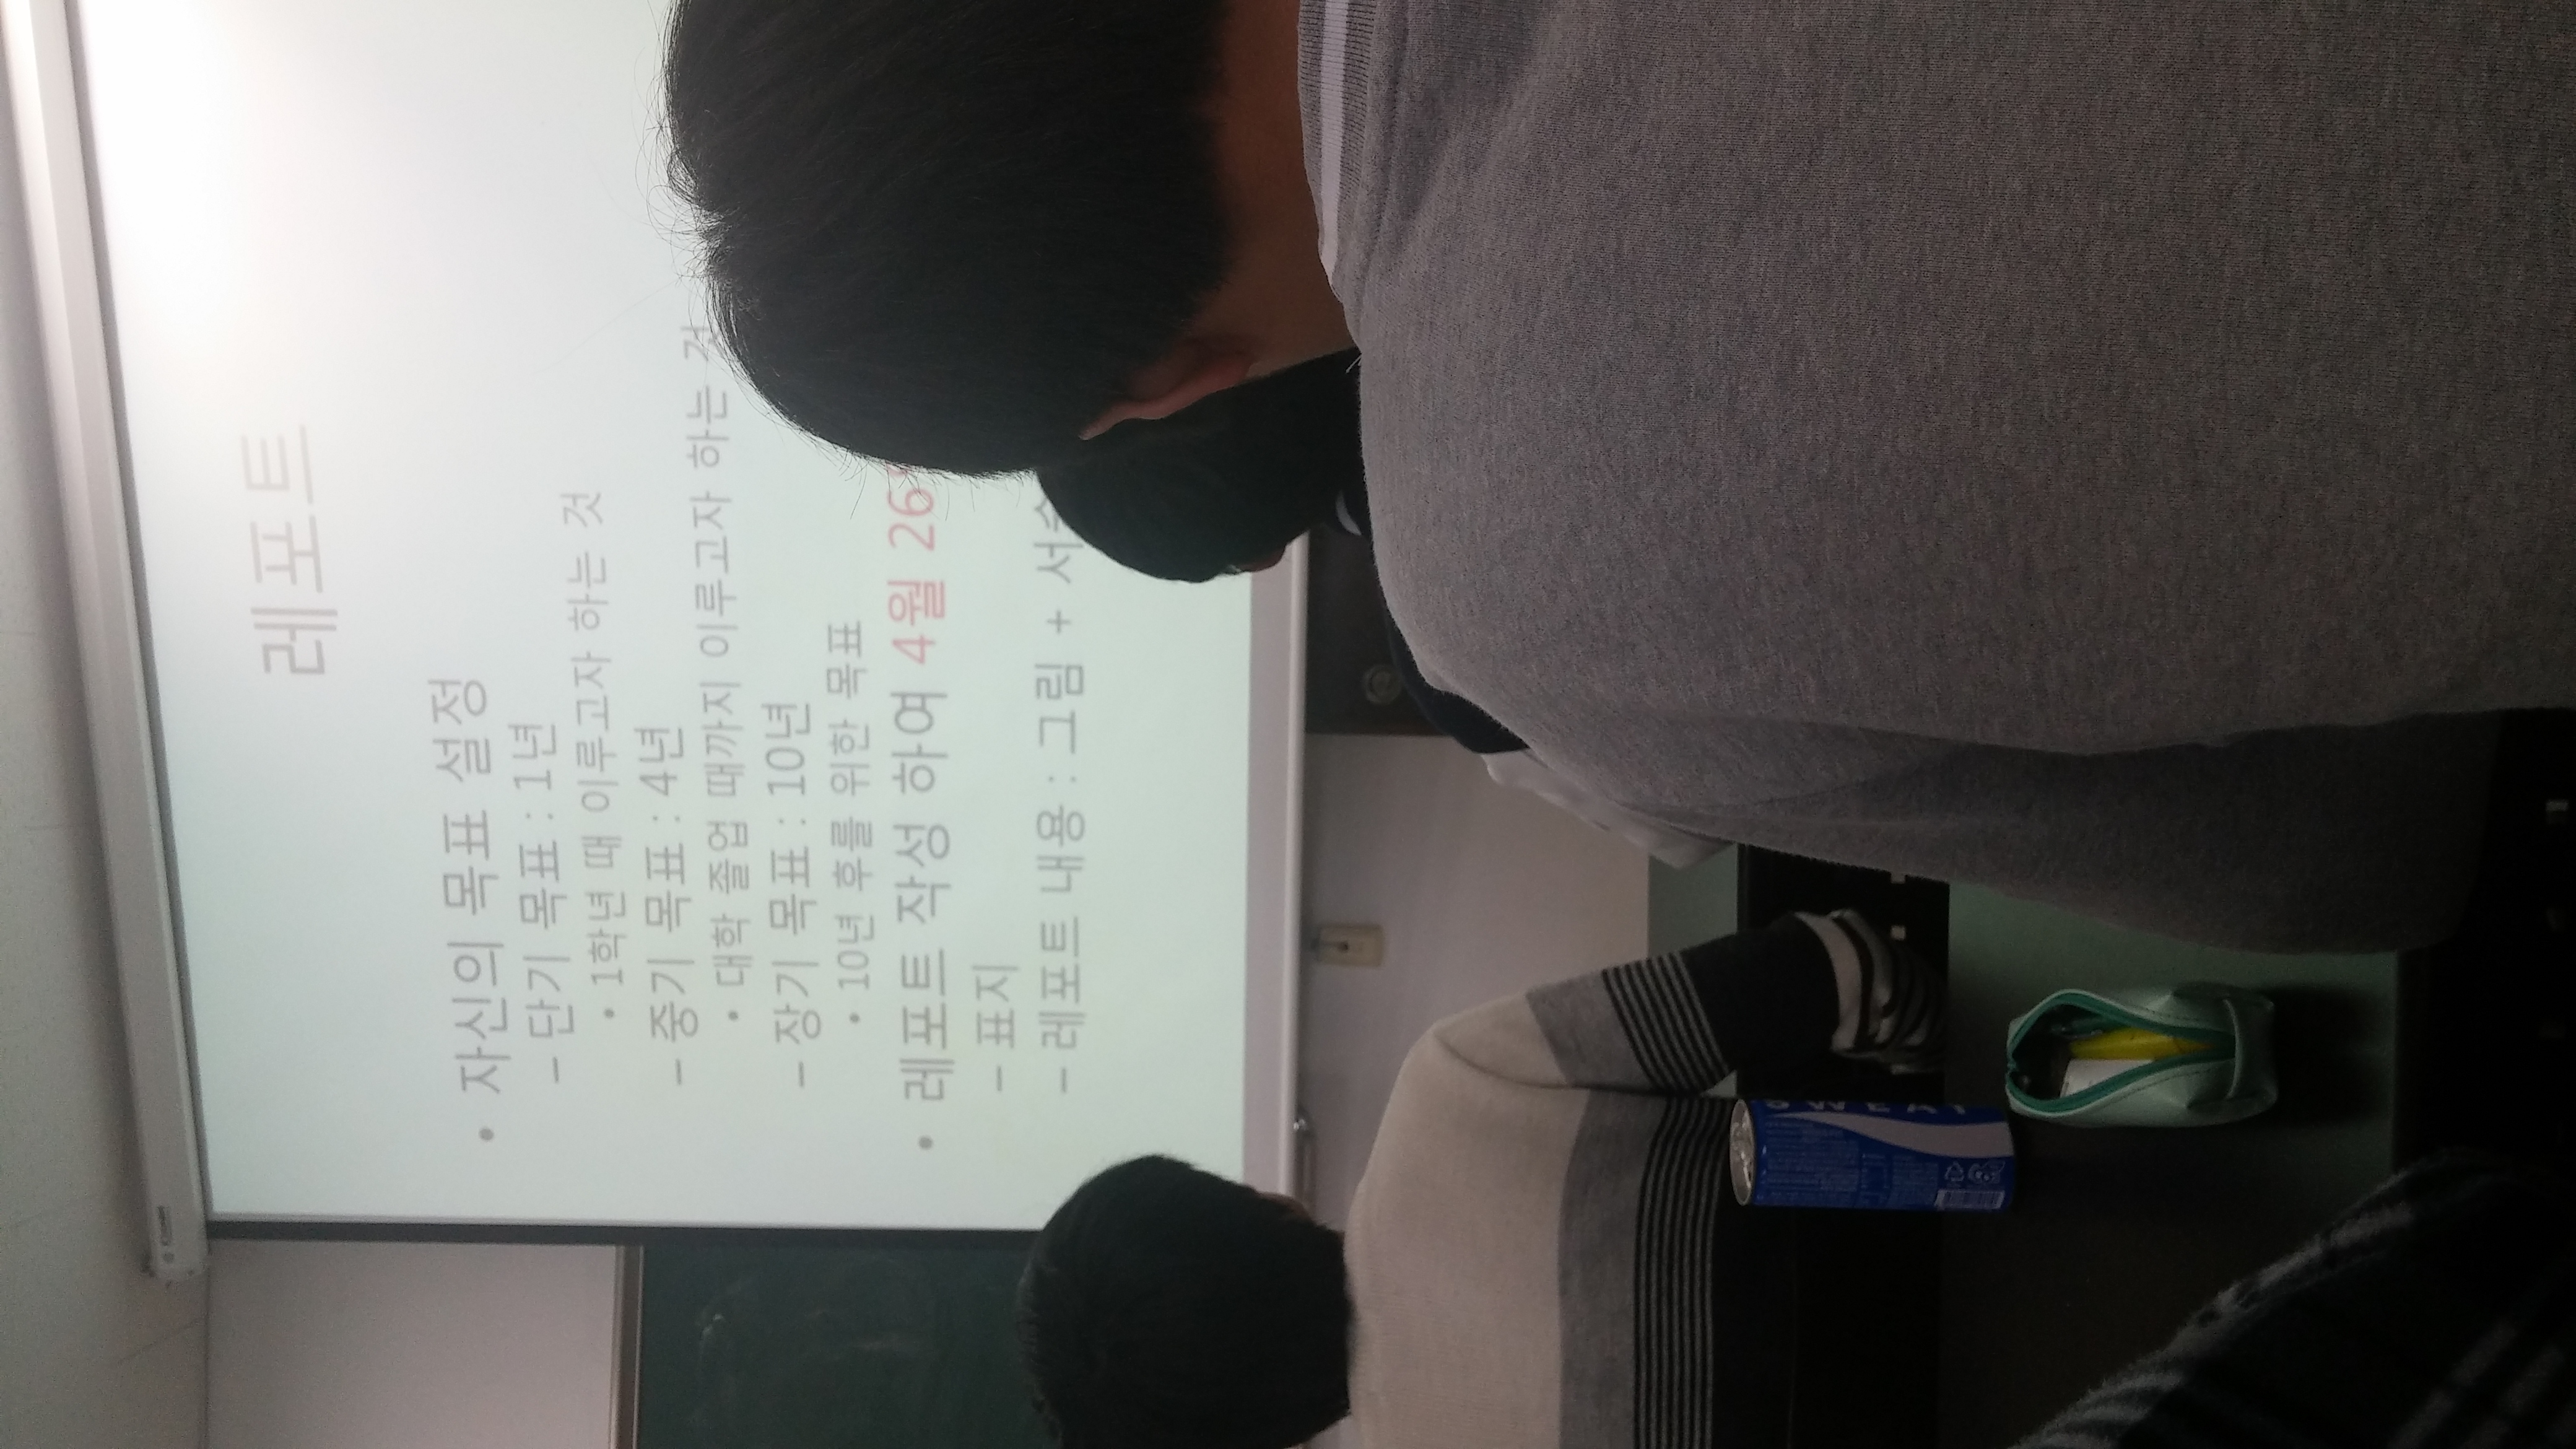 레포트
• 자신의 목표 설정
– 단기 목표 : 1년
• 1학년 때 이루고자 하는 것
– 중기 목표 : 4년
• 대학 졸업 때까지 이루고자 하는 것
– 장기 목표 : 10년
• 10년 후를 위한 목표
• 레포트 작성 하여 4월 26
– 표지
– 레포트 내용 : 그림 +
SWEAT